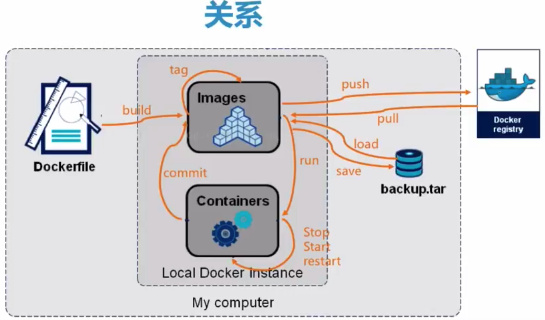 关系
tag
Images
push
build
pull
Docker
registry
Dockerfile
load
commit
run
save
backup.tar
Containers
Stop
Start
restart
Local Docker Instance
My computer